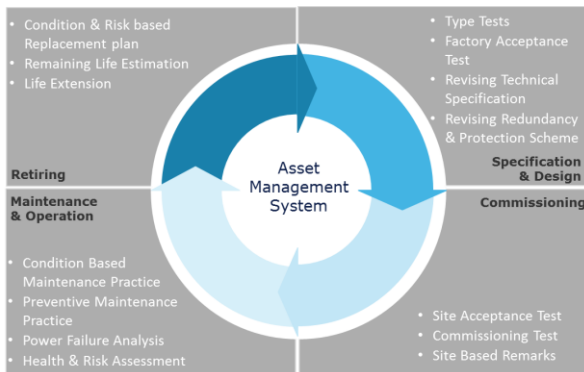 • Condition & Risk based
Replacement plan
• Remaining Life Estimation
• Life Extension
Retiring
• Type Tests
• Factory Acceptance
Test
• Revising Technical
Specification
• Revising Redundancy
& Protection Scheme
Specification
& Design
Asset
Management
System
Maintenance
& Operation
• Condition Based
Maintenance Practice
• Preventive Maintenance
Practice
• Power Failure Analysis
• Health & Risk Assessment
Commissioning
• Site Acceptance Test
• Commissioning Test
• Site Based Remarks